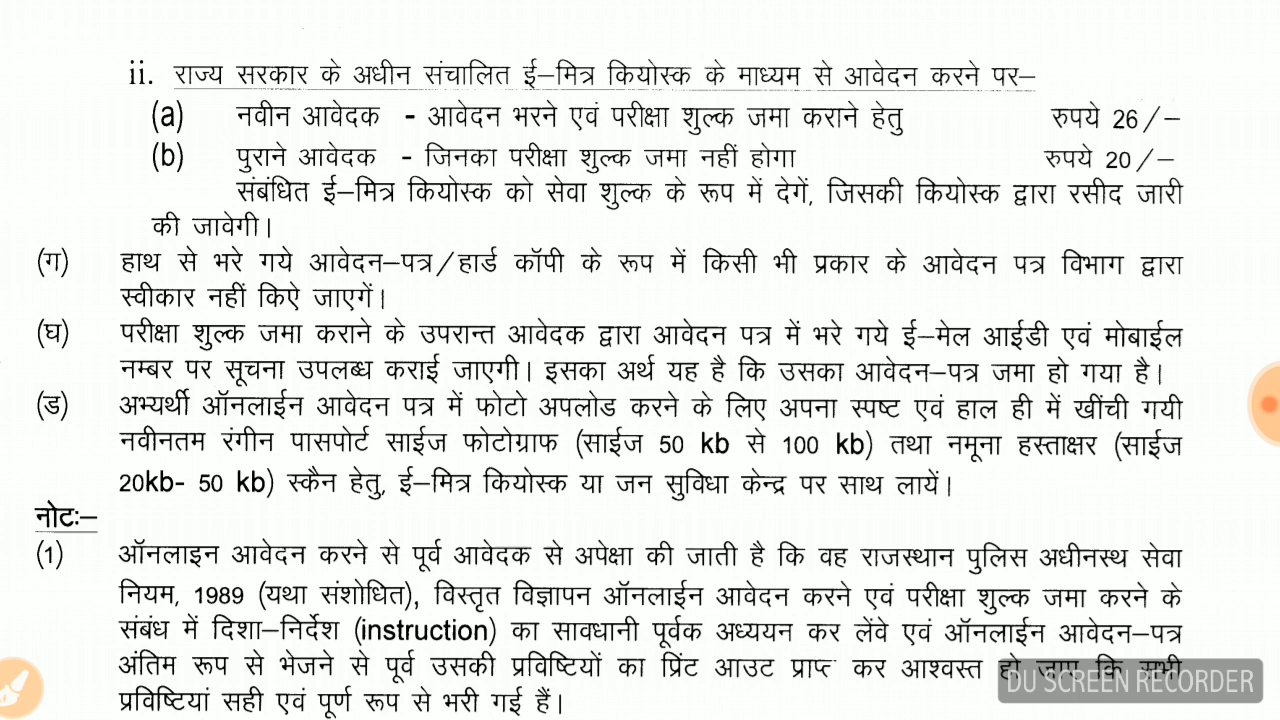 ii. राज्य सरकार के अधीन संचालित ई–मित्र कियोस्क के माध्यम से आवेदन करने पर–
(a) नवीन आवेदक - आवेदन भरने एवं परीक्षा शुल्क जमा कराने हेतु रुपये 26/–
(b) पुराने आवेदक - जिनका परीक्षा शुल्क जमा नहीं होगा रुपये 20/–
संबंधित ई–मित्र कियोस्क को सेवा शुल्क के रूप में देगें, जिसकी कियोस्क द्वारा रसीद जारी
की जावेगी।
(ग) हाथ से भरे गये आवेदन–पत्र/हार्ड कॉपी के रूप में किसी भी प्रकार के आवेदन पत्र विभाग द्वारा
स्वीकार नहीं किऐ जाएगें।
(घ) परीक्षा शुल्क जमा कराने के उपरान्त आवेदक द्वारा आवेदन पत्र में भरे गये ई–मेल आईडी एवं मोबाईल
नम्बर पर सूचना उपलब्ध कराई जाएगी। इसका अर्थ यह है कि उसका आवेदन–पत्र जमा हो गया है।
(ड) अभ्यर्थी ऑनलाईन आवेदन पत्र में फोटो अपलोड करने के लिए अपना स्पष्ट एवं हाल ही में खींची गयी
नवीनतम रंगीन पासपोर्ट साईज फोटोग्राफ (साईज 50 kb से 100 kb) तथा नमूना हस्ताक्षर (साईज
20kb- 50 kb) स्कैन हेतु, ई–मित्र कियोस्क या जन सुविधा केन्द्र पर साथ लायें।
नोटः–
(1) ऑनलाइन आवेदन करने से पूर्व आवेदक से अपेक्षा की जाती है कि वह राजस्थान पुलिस अधीनस्थ सेवा
नियम, 1989 (यथा संशोधित), विस्तृत विज्ञापन ऑनलाईन आवेदन करने एवं परीक्षा शुल्क जमा करने के
संबंध में दिशा–निर्देश (instruction) का सावधानी पूर्वक अध्ययन कर लेंवे एवं ऑनलाईन आवेदन–पत्र
अंतिम रूप से भेजने से पूर्व उसकी प्रविष्टियों का प्रिंट आउट प्राप्त कर आश्वस्त हो जाए कि सभी
प्रविष्टियां सही एवं पूर्ण रूप से भरी गई हैं।
DU SCREEN RECORDER